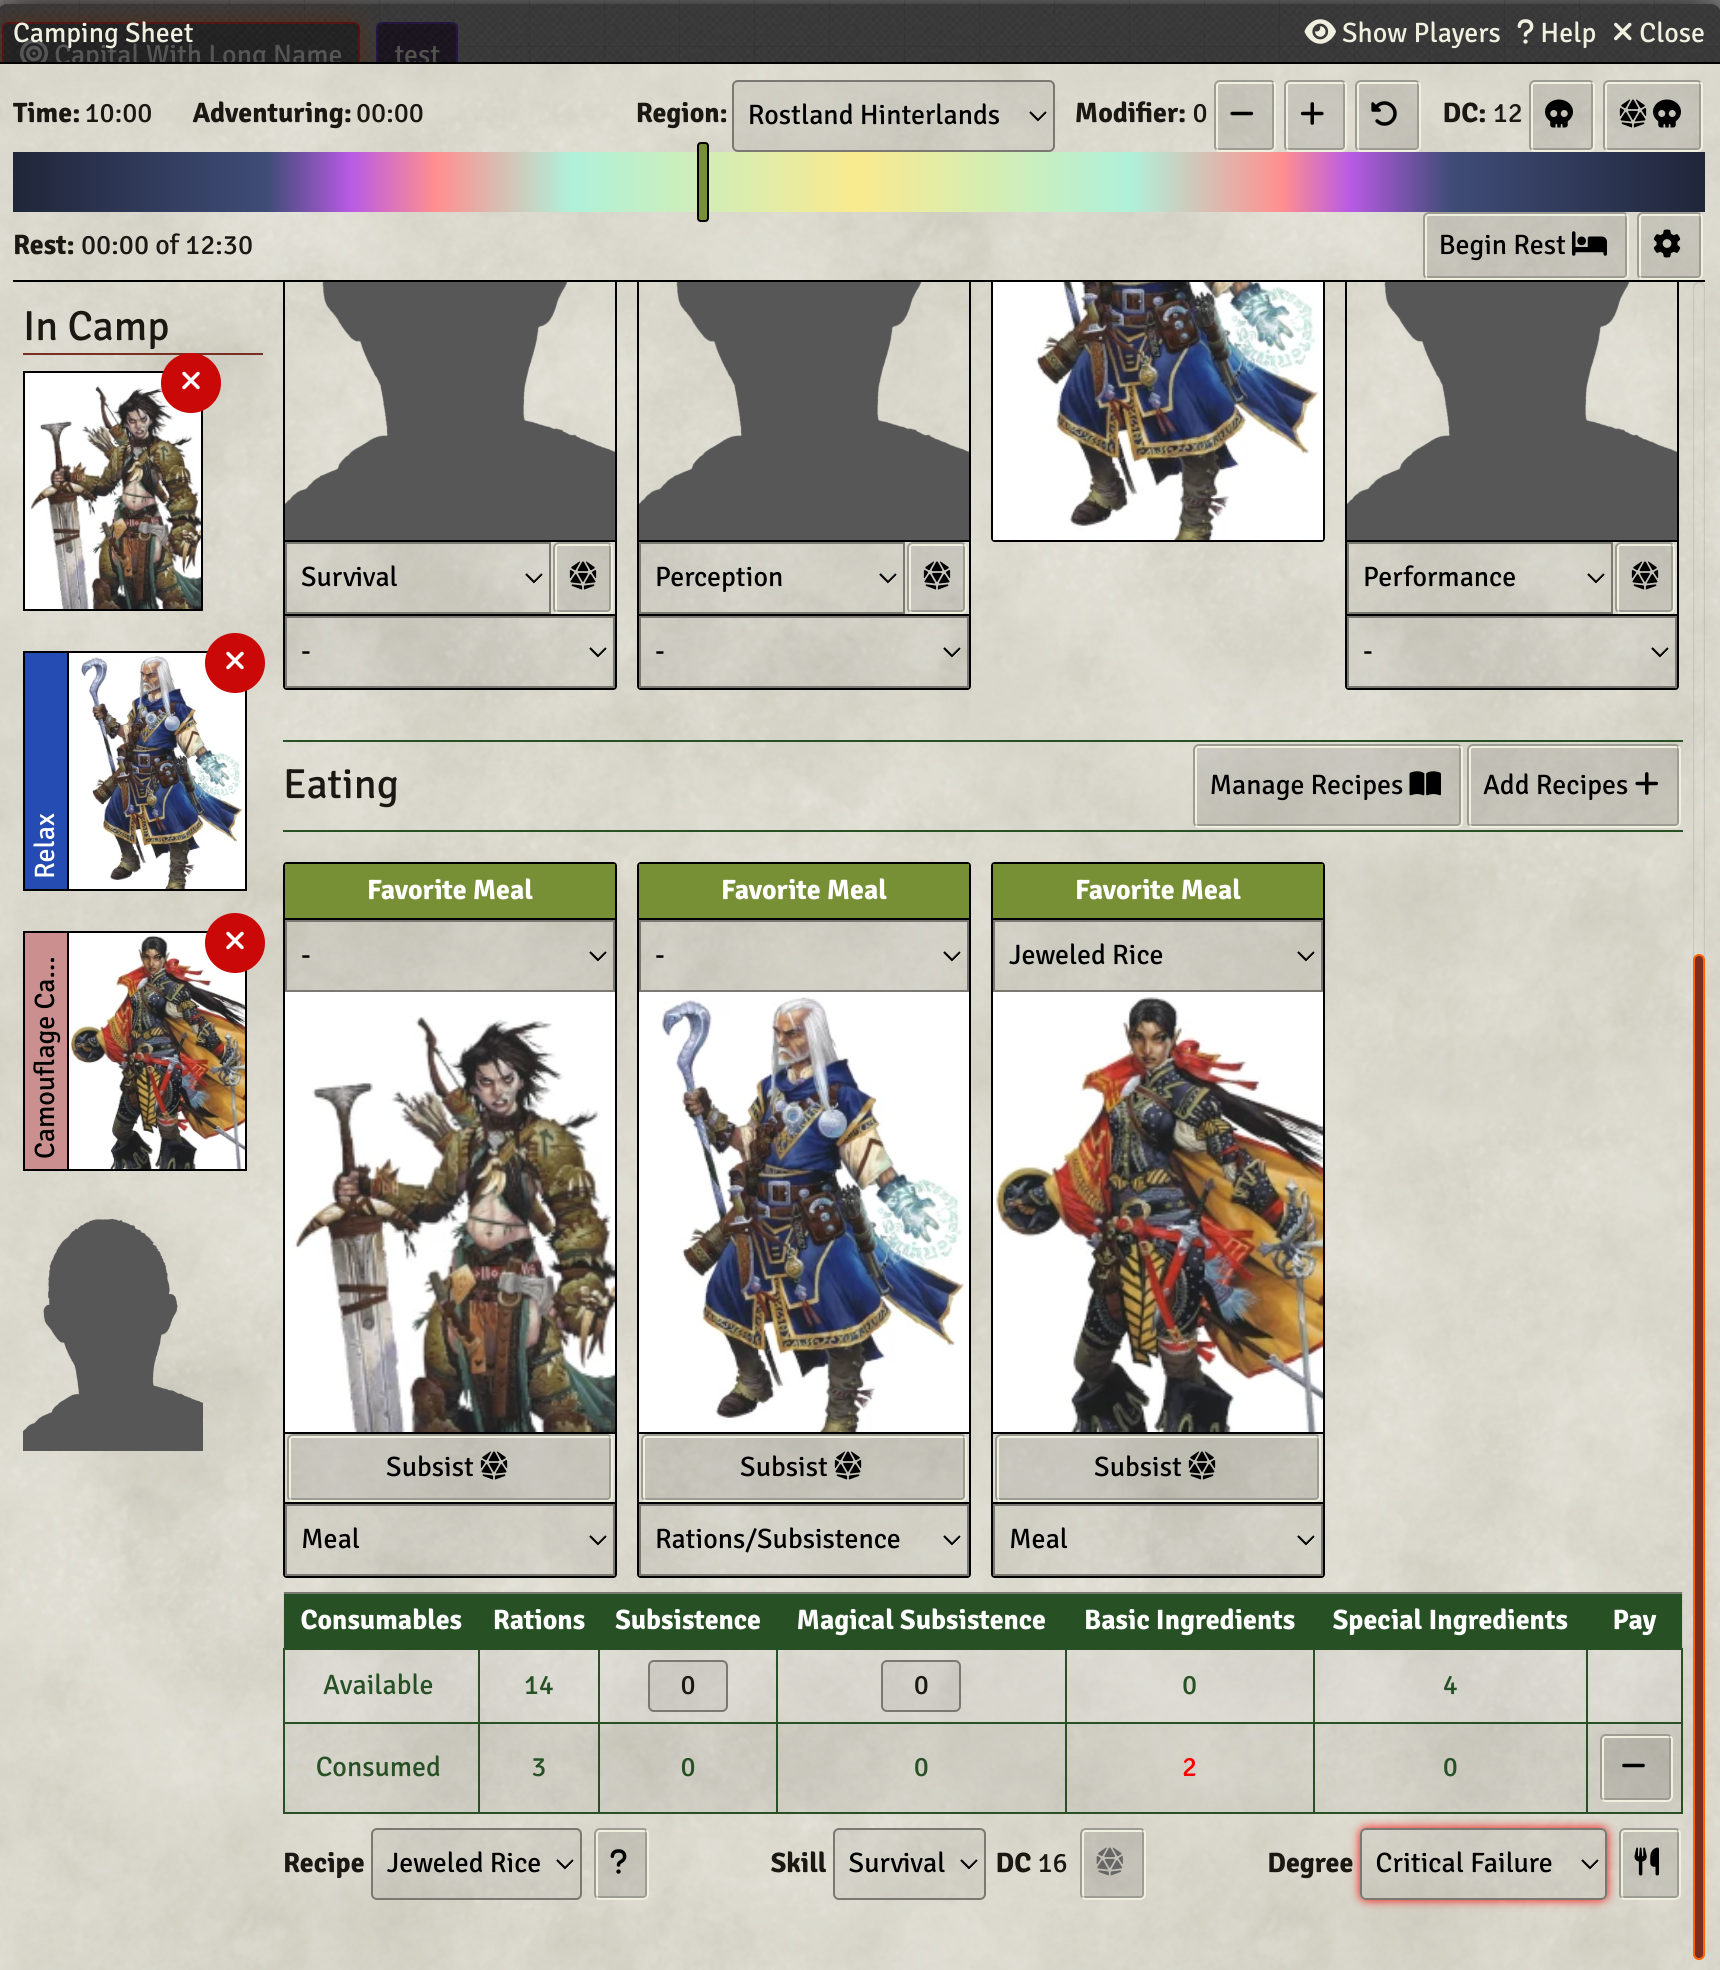 Camping Sheet
Capital With Long Name
test
Show Players
? Help
Close
Time: 10:00
Adventuring: 00:00
Region: Rostland Hinterlands
Modifier: 0
DC: 12
Rest: 00:00 of 12:30
Begin Rest
In Camp
Relax
Camouflage Ca...
Survival
Perception
Performance
-
-
-
Eating
Manage Recipes
Add Recipes +
Favorite Meal
Favorite Meal
Favorite Meal
-
-
Jeweled Rice
Subsist
Subsist
Subsist
Meal
Rations/Subsistence
Meal
Consumables Rations Subsistence Magical Subsistence Basic Ingredients Special Ingredients Pay
Available 14 0 0 0 4
Consumed 3 0 0 2 0
Recipe Jeweled Rice ?
Skill Survival DC 16
Degree Critical Failure